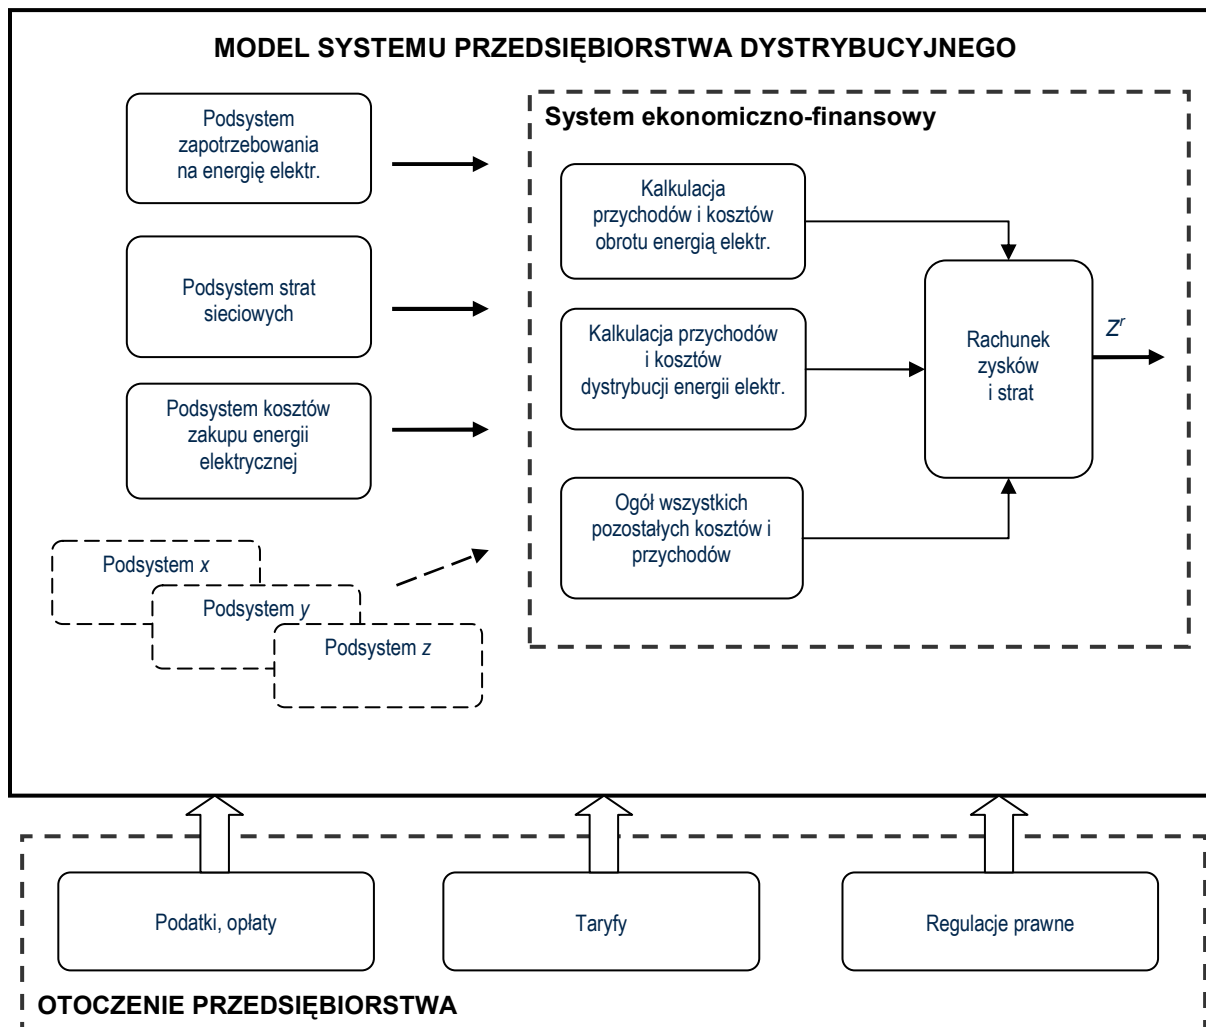 MODEL SYSTEMU PRZEDSIĘBIORSTWA DYSTRYBUCYJNEGO
Podsystem
zapotrzebowania
na energię elektr.
Podsystem strat
sieciowych
Podsystem kosztów
zakupu energii
elektrycznej
Podsystem x
Podsystem y
Podsystem z
System ekonomiczno-finansowy
Kalkulacja
przychodów i kosztów
obrotu energią elektr.
Kalkulacja przychodów
i kosztów
dystrybucji energii elektr.
Ogół wszystkich
pozostałych kosztów i
przychodów
Rachunek
zysków
i strat
Zʳ
Podatki, opłaty
Taryfy
Regulacje prawne
OTOCZENIE PRZEDSIĘBIORSTWA